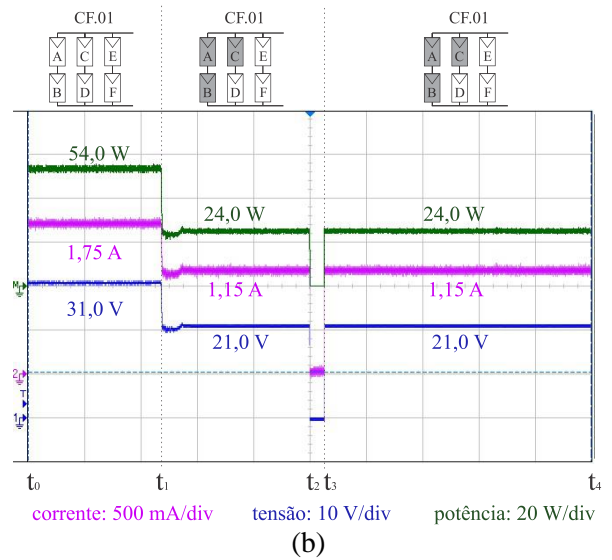 CF.01 CF.01 CF.01
A C E A C E A C E
B D F B D F B D F
54,0 W
24,0 W 24,0 W
1,75 A
1,15 A 1,15 A
M
31,0 V
21,0 V 21,0 V
2
T
1
t0 t1 t2 t3 t4
corrente: 500 mA/div tensão: 10 V/div potência: 20 W/div
(b)